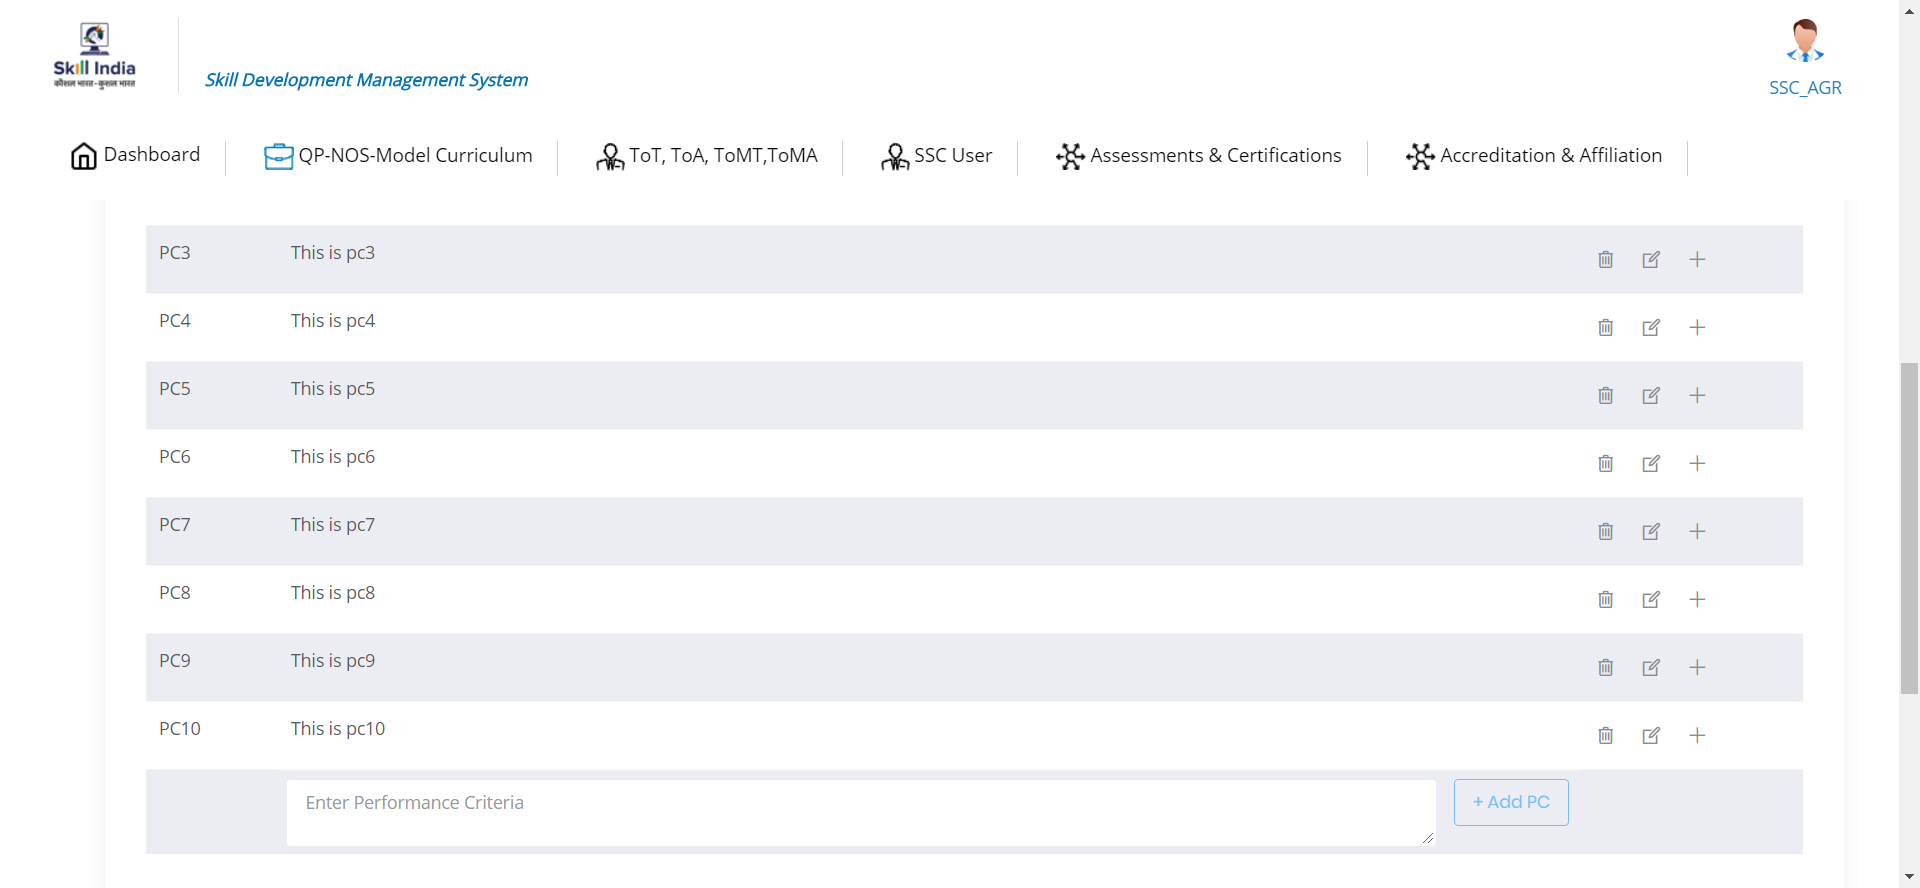 Skill India
कौशल भारत - कुशल भारत
Skill Development Management System
SSC_AGR
Dashboard
QP-NOS-Model Curriculum
ToT, ToA, ToMT,ToMA
SSC User
Assessments & Certifications
Accreditation & Affiliation
PC3 This is pc3
PC4 This is pc4
PC5 This is pc5
PC6 This is pc6
PC7 This is pc7
PC8 This is pc8
PC9 This is pc9
PC10 This is pc10
Enter Performance Criteria
+ Add PC